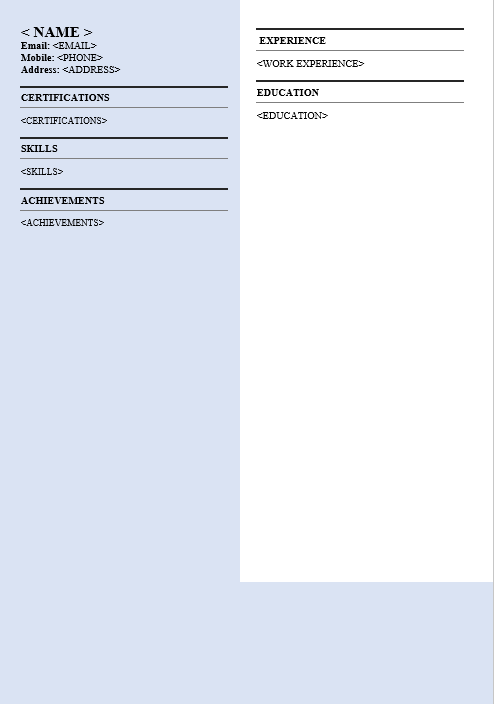 < NAME >
Email: <EMAIL>
Mobile: <PHONE>
Address: <ADDRESS>
CERTIFICATIONS
<CERTIFICATIONS>
SKILLS
<SKILLS>
ACHIEVEMENTS
<ACHIEVEMENTS>
EXPERIENCE
<WORK EXPERIENCE>
EDUCATION
<EDUCATION>